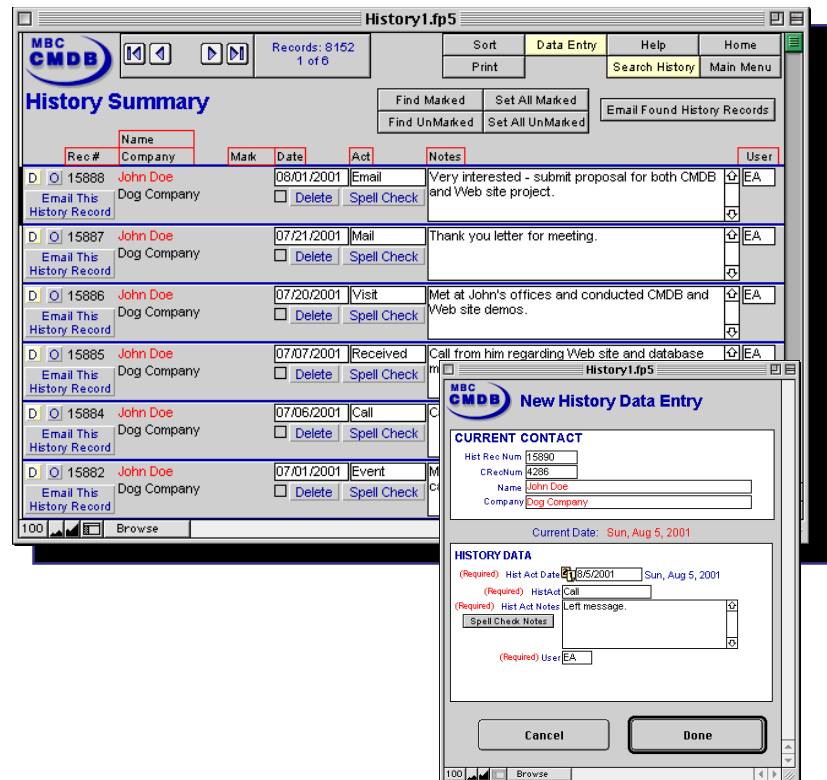 History1.fp5
MBC
CMDB
Records: 8152
1 of 6
Sort
Data Entry
Help
Home
Print
Search History
Main Menu
History Summary
Find Marked
Set All Marked
Find UnMarked
Set All UnMarked
Email Found History Records
Name
Rec#
Company
Mark
Date
Act
Notes
User
D O 15888 John Doe 08/01/2001 Email Very interested - submit proposal for both CMDB EA
Email This Dog Company Delete Spell Check and Web site project.
History Record
D O 15887 John Doe 07/21/2001 Mail Thank you letter for meeting. EA
Email This Dog Company Delete Spell Check
History Record
D O 15886 John Doe 07/20/2001 Visit Met at John's offices and conducted CMDB and EA
Email This Dog Company Delete Spell Check Web site demos.
History Record
D O 15885 John Doe 07/07/2001 Received Call from him regarding Web site and database EA
Email This Dog Company Delete Spell Check
History Record
D O 15884 John Doe 07/06/2001 Call
Email This Dog Company Delete Spell Check
History Record
D O 15882 John Doe 07/01/2001 Event
Email This Dog Company Delete Spell Check
History Record
100 Browse
History1.fp5
MBC
CMDB
New History Data Entry
CURRENT CONTACT
Hist Rec Num 15890
CRecNum 4286
Name John Doe
Company Dog Company
Current Date: Sun, Aug 5, 2001
HISTORY DATA
(Required) Hist Act Date 8/5/2001 Sun, Aug 5, 2001
(Required) HistAct Call
(Required) Hist Act Notes Left message.
Spell Check Notes
(Required) User EA
Cancel
Done
100 Browse